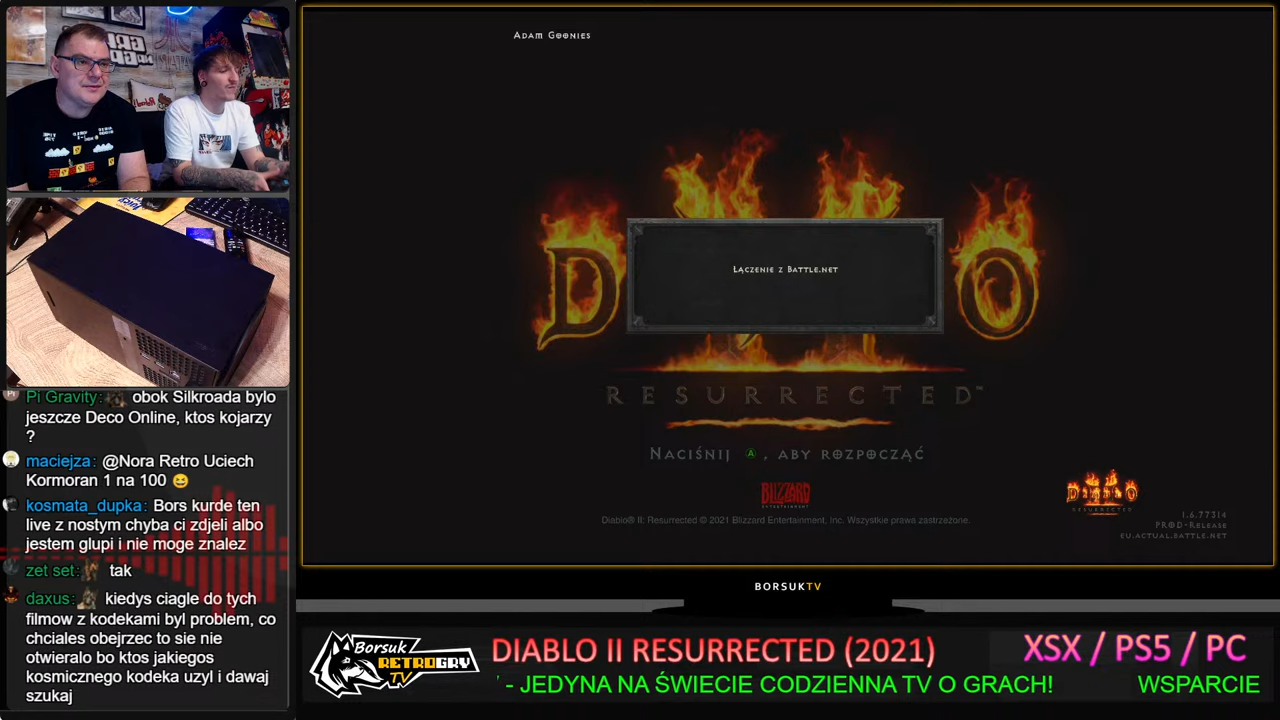 Adam Goonies
Łączenie z Battle.net
D O
RESURRECTED™
Naciśnij A, aby rozpocząć
BLIZZARD
ENTERTAINMENT
Diablo® II: Resurrected © 2021 Blizzard Entertainment, Inc. Wszystkie prawa zastrzeżone.
DIABLO
RESURRECTED
1.6.77314
PROD-Release
eu.actual.battle.net
Pi Gravity: obok Silkroada bylo
jeszcze Deco Online, ktos kojarzy
?
maciejza: @Nora Retro Uciech
Kormoran 1 na 100 😆
kosmata_dupka: Bors kurde ten
live z nostym chyba ci zdjeli albo
jestem glupi i nie moge znalez
zet set: tak
daxus: kiedys ciagle do tych
filmow z kodekami byl problem, co
chciales obejrzec to sie nie
otwieralo bo ktos jakiegos
kosmicznego kodeka uzyl i dawaj
szukaj
BORSUKTV
Borsuk
RETROGRY
TV
DIABLO II RESURRECTED (2021)
XSX / PS5 / PC
- JEDYNA NA ŚWIECIE CODZIENNA TV O GRACH!
WSPARCIE